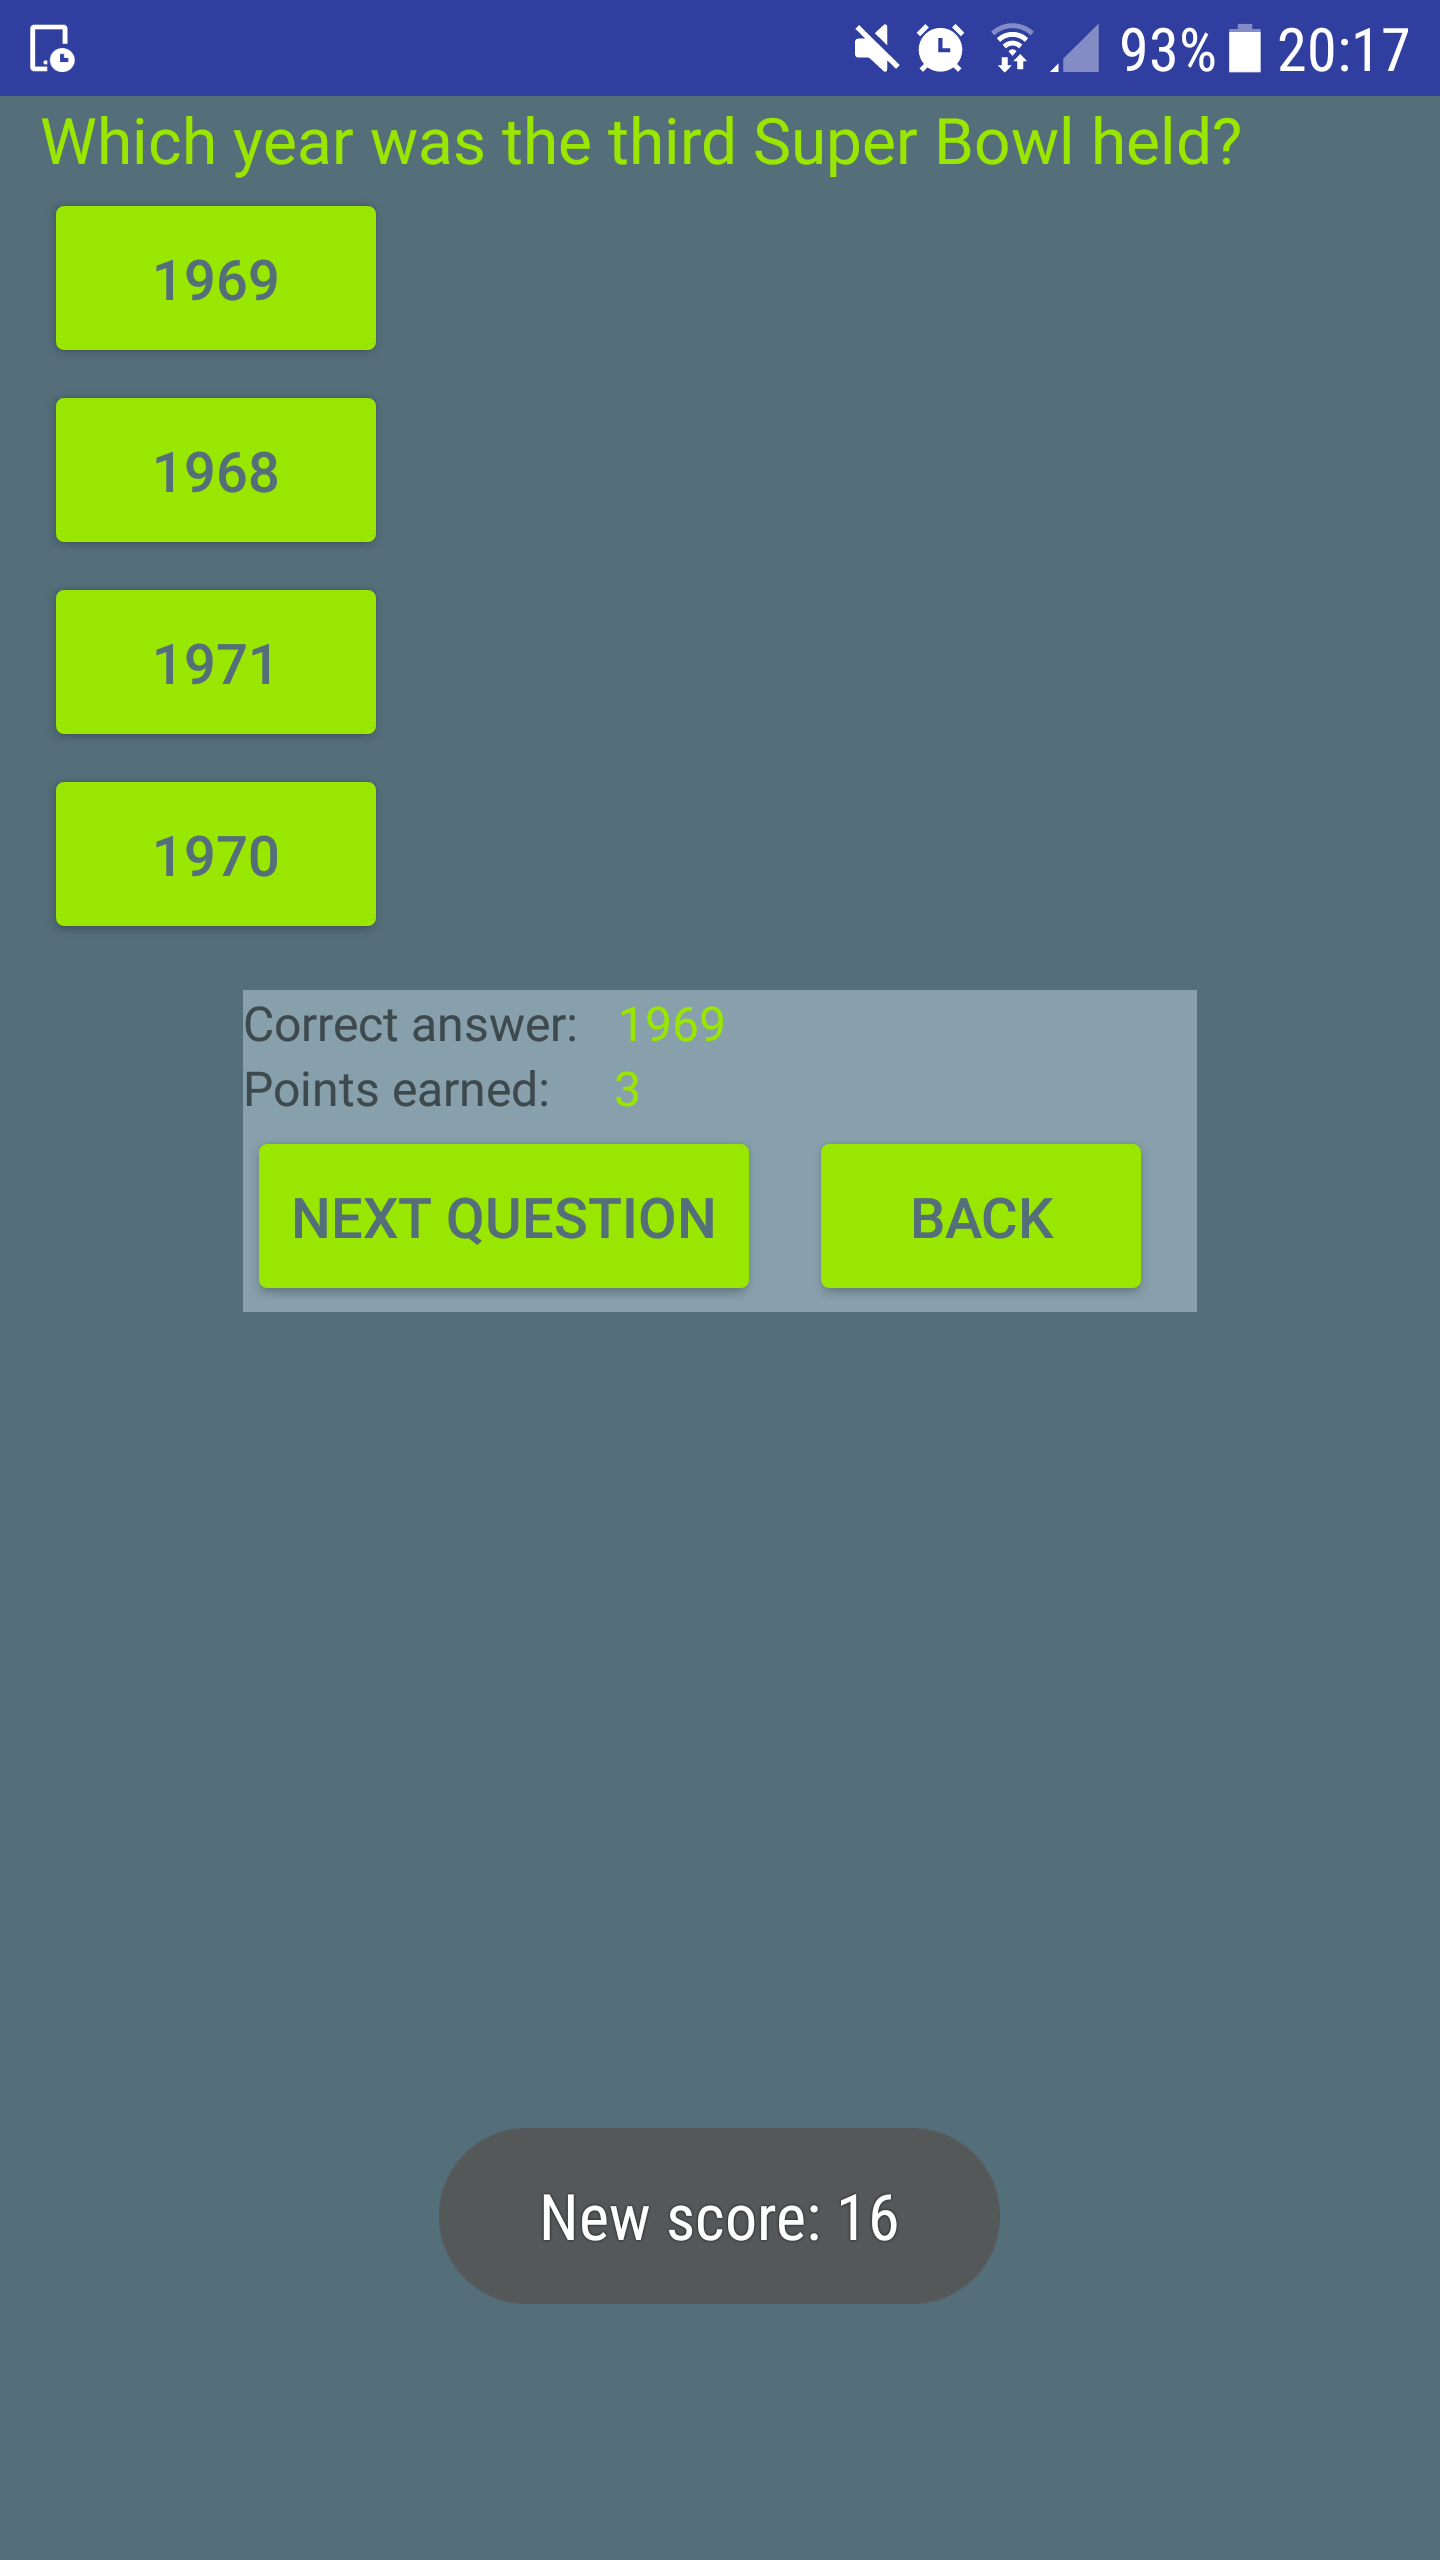 93% 20:17
Which year was the third Super Bowl held?
1969
1968
1971
1970
Correct answer: 1969
Points earned: 3
NEXT QUESTION BACK
New score: 16